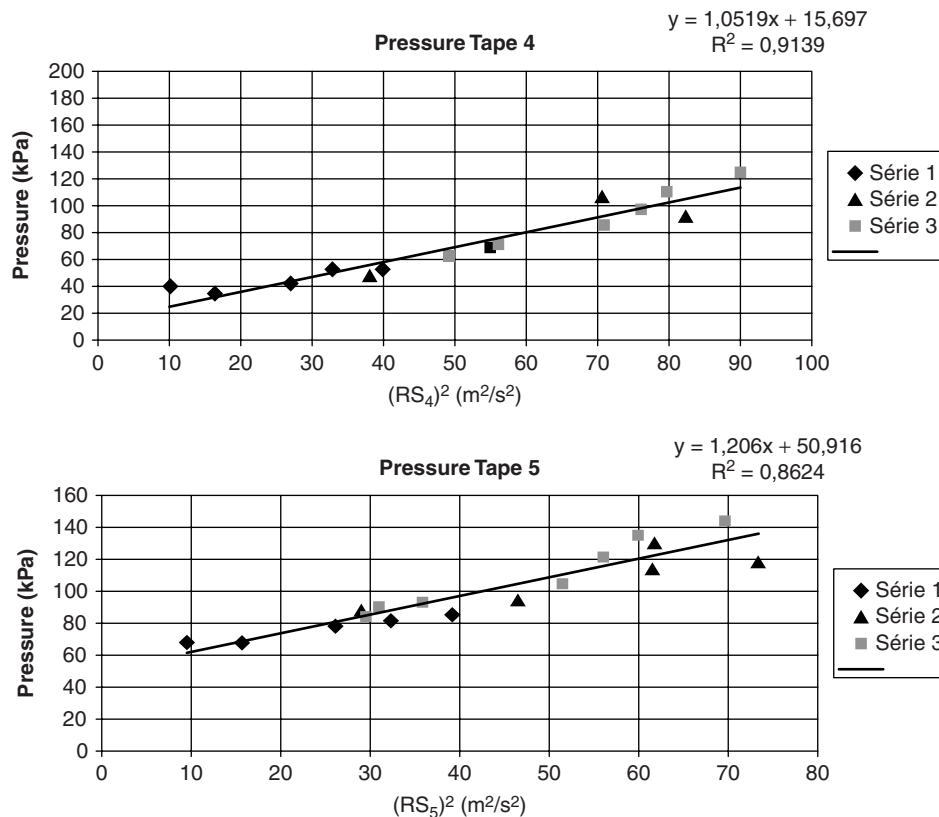 y = 1,0519x + 15,697
R² = 0,9139
Pressure Tape 4
Pressure (kPa)
200
180
160
140
120
100
80
60
40
20
0
0 10 20 30 40 50 60 70 80 90 100
(RS₄)² (m²/s²)
Série 1
Série 2
Série 3
y = 1,206x + 50,916
R² = 0,8624
Pressure Tape 5
Pressure (kPa)
160
140
120
100
80
60
40
20
0
0 10 20 30 40 50 60 70 80
(RS₅)² (m²/s²)
Série 1
Série 2
Série 3